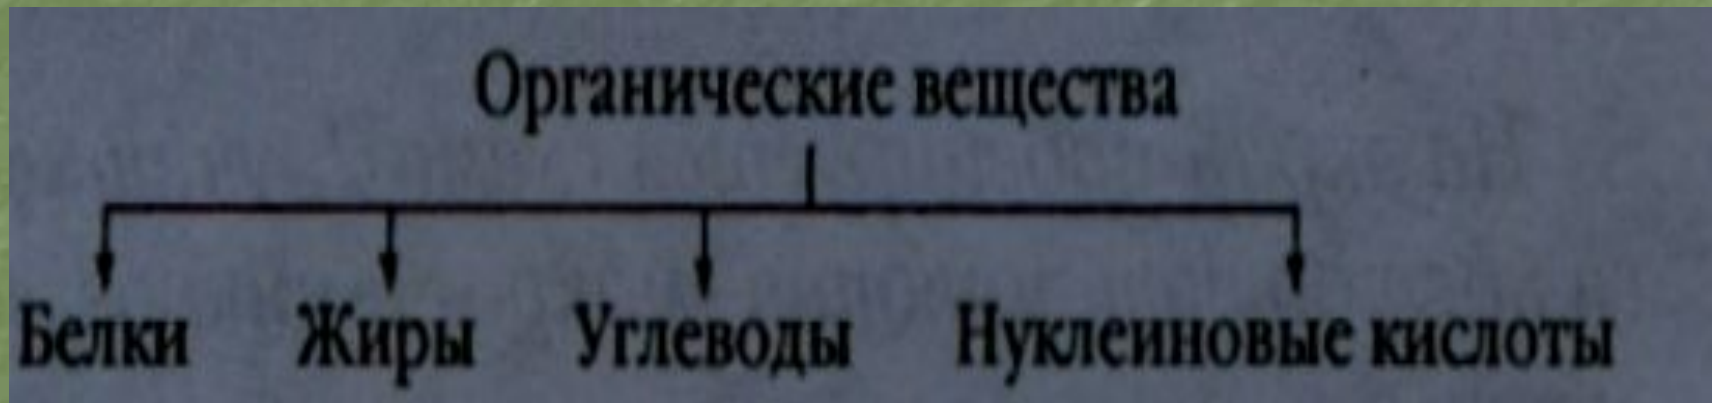 Органические вещества
Белки Жиры Углеводы Нуклеиновые кислоты